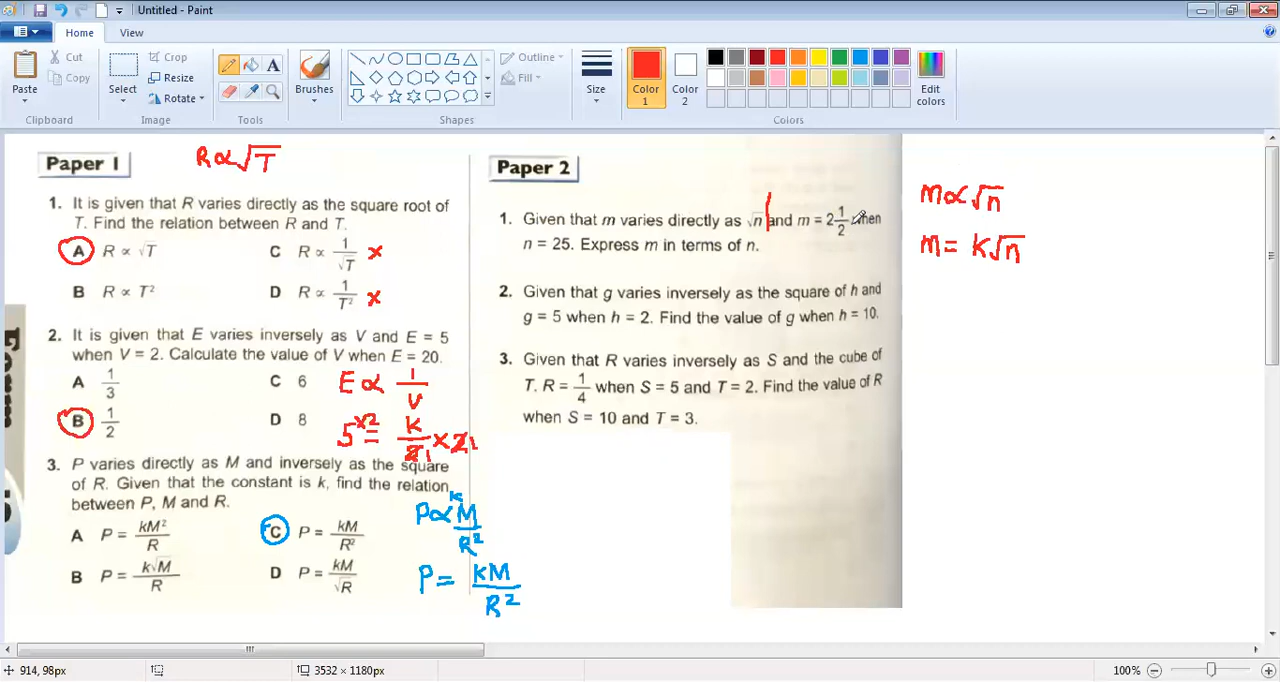 Untitled - Paint
Home
View
Paste
Cut
Copy
Clipboard
Select
Crop
Resize
Rotate
Image
A
Tools
Brushes
Outline
Fill
Shapes
Size
Color 1
Color 2
Edit colors
Colors
Paper 1
R ∝ √T
1. It is given that R varies directly as the square root of
T. Find the relation between R and T.
A R ∝ √T C R ∝ 1/√T ×
B R ∝ T² D R ∝ 1/T² ×
2. It is given that E varies inversely as V and E = 5
when V = 2. Calculate the value of V when E = 20.
A 1/3 C 6
B 1/2 D 8
E ∝ 1/V
3. P varies directly as M and inversely as the square
of R. Given that the constant is k, find the relation
between P, M and R.
A P = kM²/R C P = kM/R²
B P = k√M/R D P = kM/√R
P ∝ kM/R²
P = kM/R²
Paper 2
1. Given that m varies directly as √n and m = 2 1/2 when
n = 25. Express m in terms of n.
2. Given that g varies inversely as the square of h and
g = 5 when h = 2. Find the value of g when h = 10.
3. Given that R varies inversely as S and the cube of
T. R = 1/4 when S = 5 and T = 2. Find the value of R
when S = 10 and T = 3.
m ∝ √n
m = k√n
914, 98px
3532 × 1180px
100%